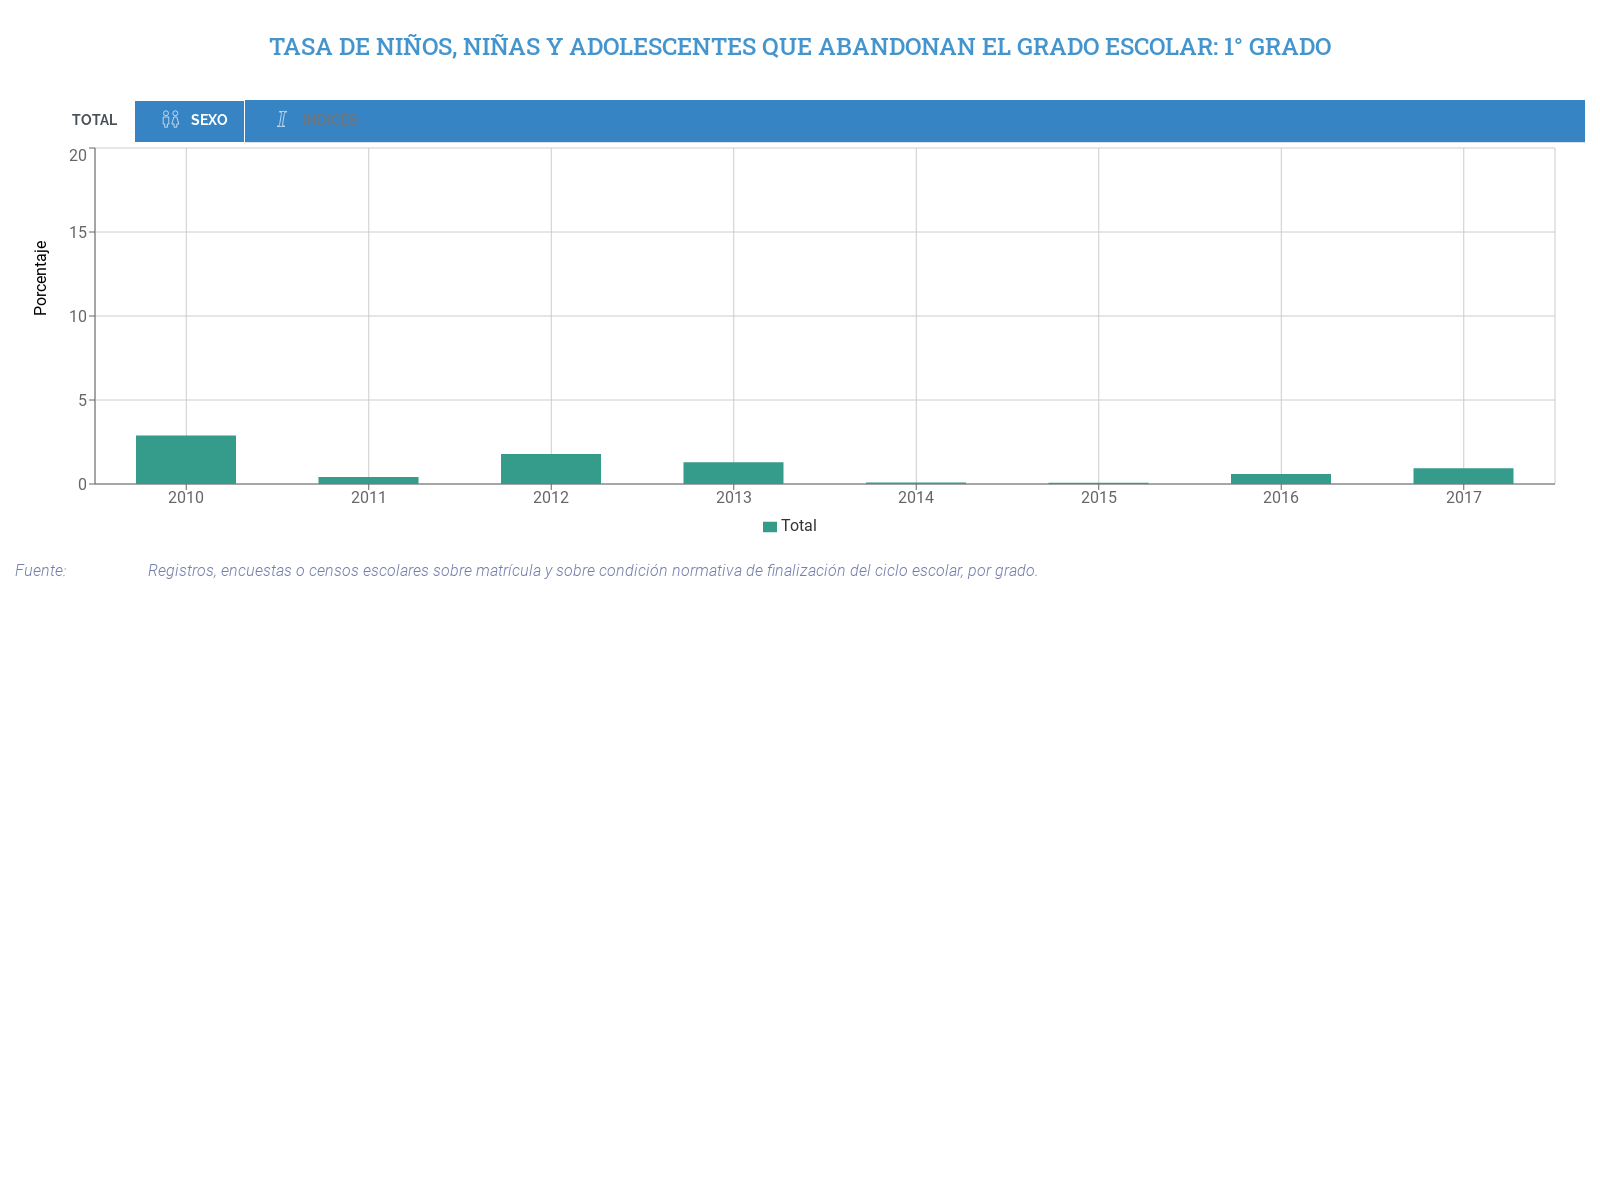 TASA DE NIÑOS, NIÑAS Y ADOLESCENTES QUE ABANDONAN EL GRADO ESCOLAR: 1° GRADO
TOTAL SEXO INDICES
20
15
10
5
0
Porcentaje
2010 2011 2012 2013 2014 2015 2016 2017
Total
Fuente: Registros, encuestas o censos escolares sobre matrícula y sobre condición normativa de finalización del ciclo escolar, por grado.